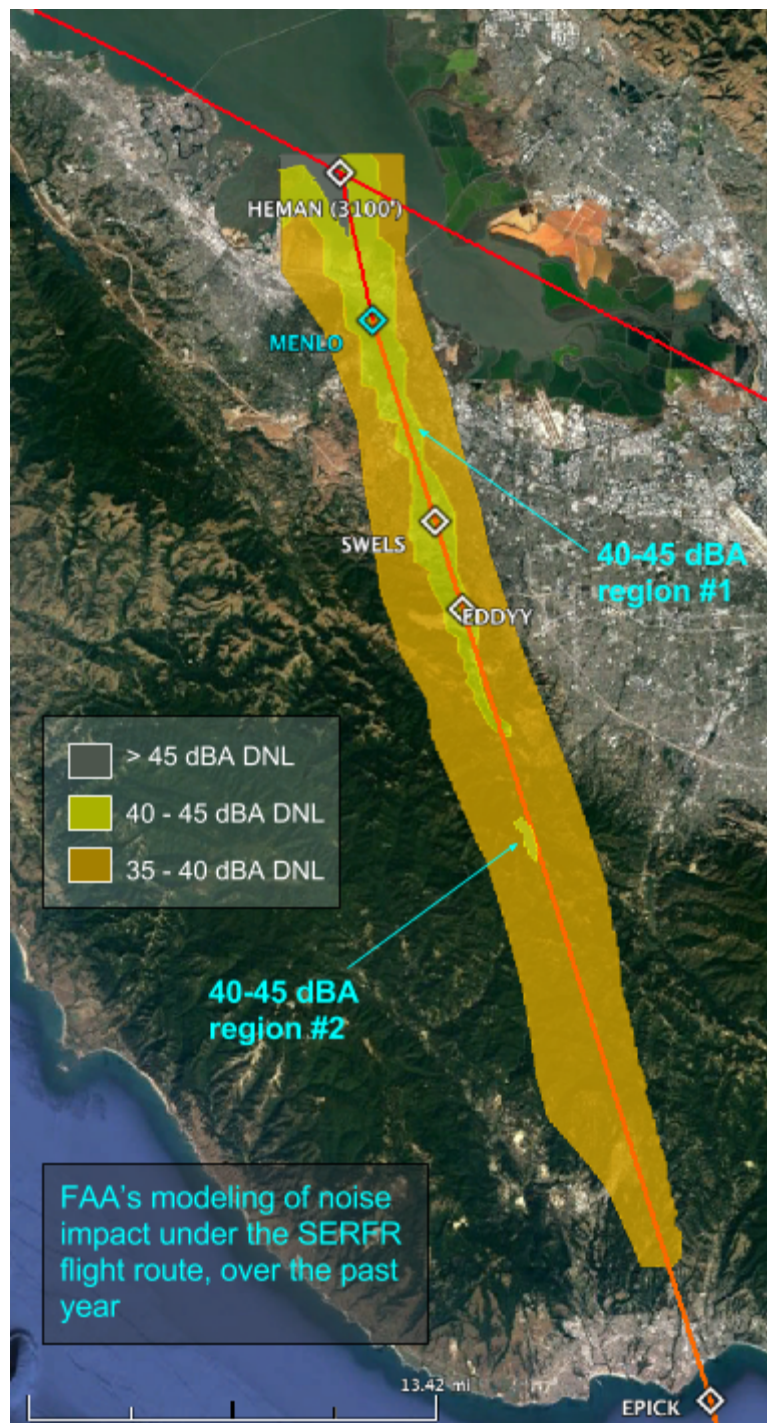 HEMAN (3100')
MENLO
SWELS
40-45 dBA
region #1
EDDYY
> 45 dBA DNL
40 - 45 dBA DNL
35 - 40 dBA DNL
40-45 dBA
region #2
FAA's modeling of noise
impact under the SERFR
flight route, over the past
year
13.42 mi
EPICK